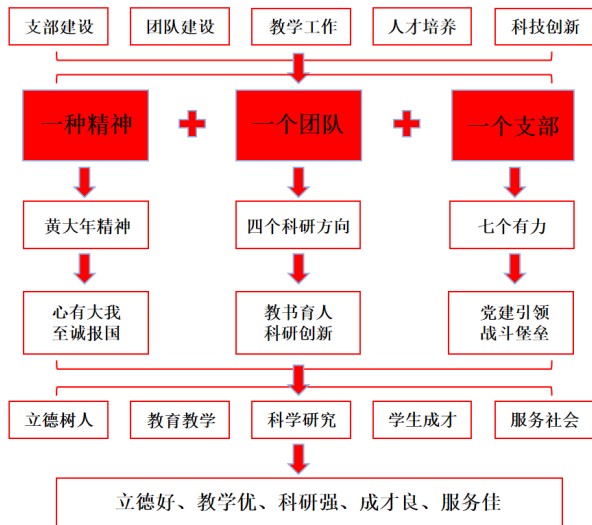 支部建设
团队建设
教学工作
人才培养
科技创新
一种精神
一个团队
一个支部
黄大年精神
四个科研方向
七个有力
心有大我
至诚报国
教书育人
科研创新
党建引领
战斗堡垒
立德树人
教育教学
科学研究
学生成才
服务社会
立德好、教学优、科研强、成才良、服务佳